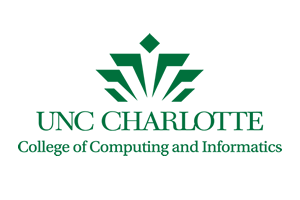 UNC CHARLOTTE
College of Computing and Informatics